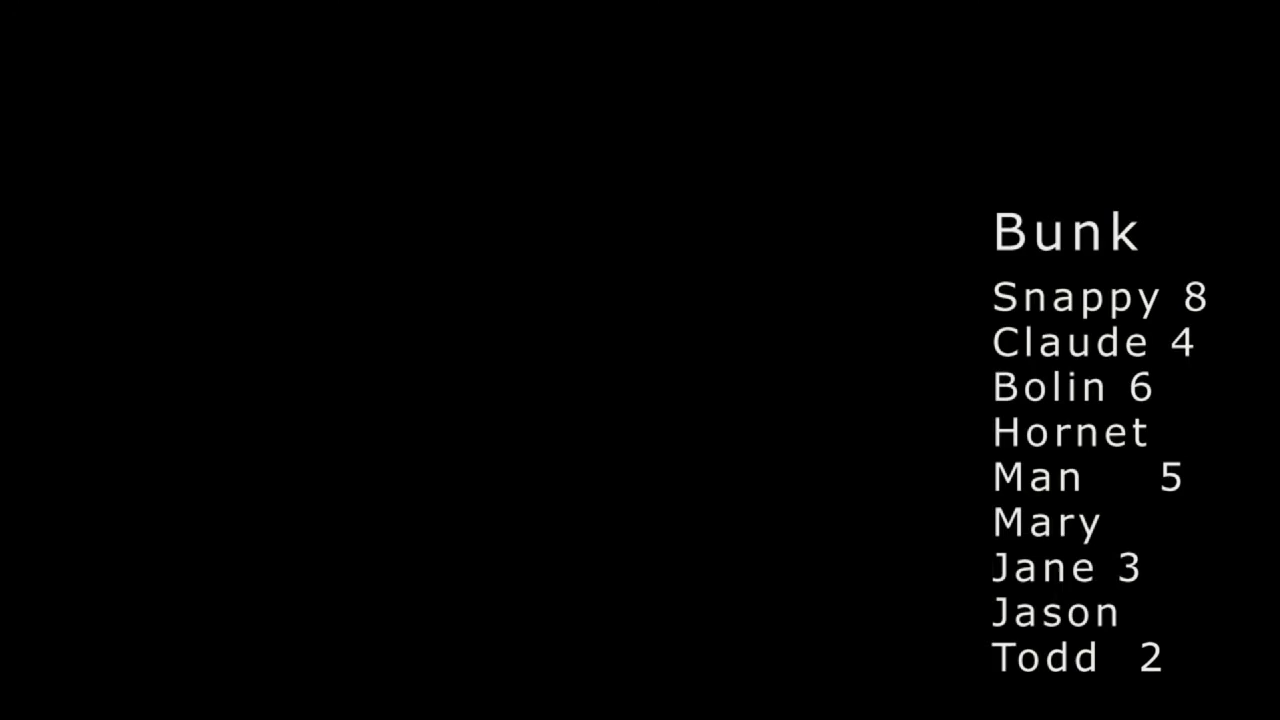 Bunk
Snappy 8
Claude 4
Bolin 6
Hornet
Man 5
Mary
Jane 3
Jason
Todd 2